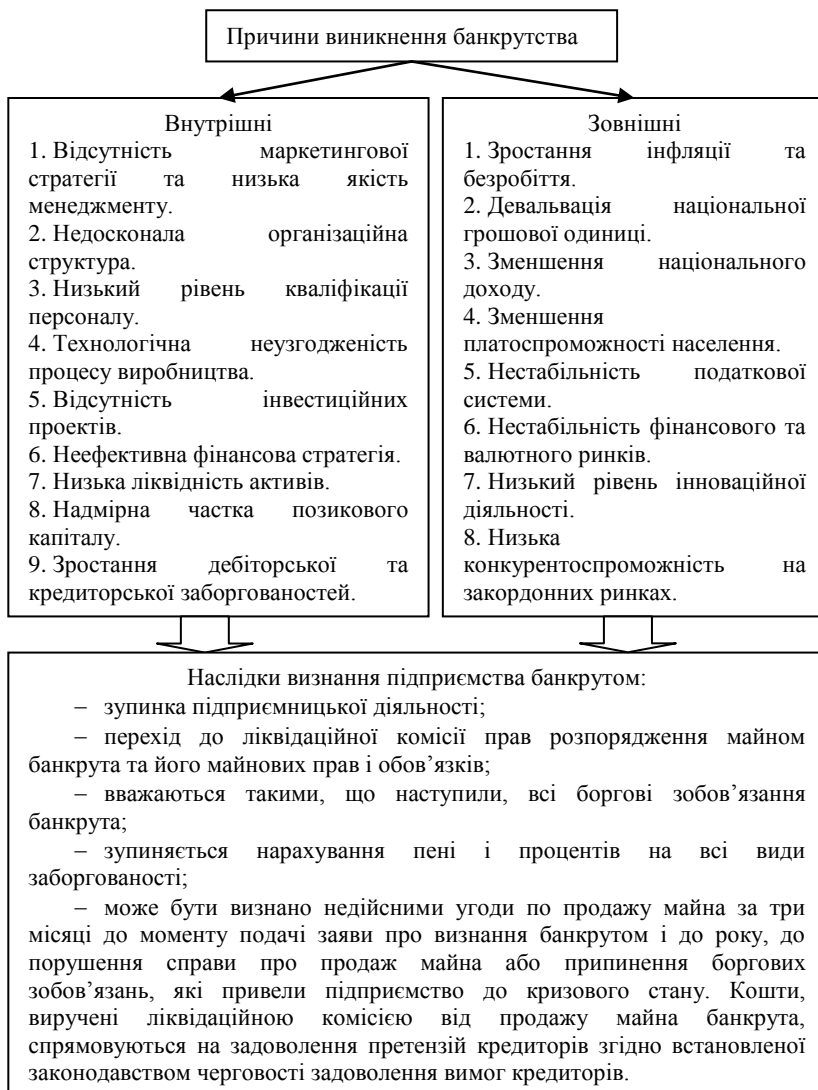 Причини виникнення банкрутства
Внутрішні
1. Відсутність маркетингової
стратегії та низька якість
менеджменту.
2. Недосконала організаційна
структура.
3. Низький рівень кваліфікації
персоналу.
4. Технологічна неузгодженість
процесу виробництва.
5. Відсутність інвестиційних
проектів.
6. Неефективна фінансова стратегія.
7. Низька ліквідність активів.
8. Надмірна частка позикового
капіталу.
9. Зростання дебіторської та
кредиторської заборгованостей.
Зовнішні
1. Зростання інфляції та
безробіття.
2. Девальвація національної
грошової одиниці.
3. Зменшення національного
доходу.
4. Зменшення
платоспроможності населення.
5. Нестабільність податкової
системи.
6. Нестабільність фінансового та
валютного ринків.
7. Низький рівень інноваційної
діяльності.
8. Низька
конкурентоспроможність на
закордонних ринках.
Наслідки визнання підприємства банкрутом:
– зупинка підприємницької діяльності;
– перехід до ліквідаційної комісії прав розпорядження майном
банкрута та його майнових прав і обов’язків;
– вважаються такими, що наступили, всі боргові зобов’язання
банкрута;
– зупиняється нарахування пені і процентів на всі види
заборгованості;
– може бути визнано недійсними угоди по продажу майна за три
місяці до моменту подачі заяви про визнання банкрутом і до року, до
порушення справи про продаж майна або припинення боргових
зобов’язань, які привели підприємство до кризового стану. Кошти,
виручені ліквідаційною комісією від продажу майна банкрута,
спрямовуються на задоволення претензій кредиторів згідно встановленої
законодавством черговості задоволення вимог кредиторів.